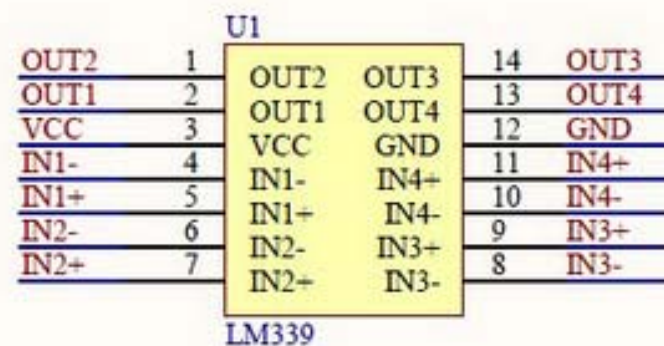 U1
OUT2 1 OUT2 OUT3 14 OUT3
OUT1 2 OUT1 OUT4 13 OUT4
VCC 3 VCC GND 12 GND
IN1- 4 IN1- IN4+ 11 IN4+
IN1+ 5 IN1+ IN4- 10 IN4-
IN2- 6 IN2- IN3+ 9 IN3+
IN2+ 7 IN2+ IN3- 8 IN3-
LM339